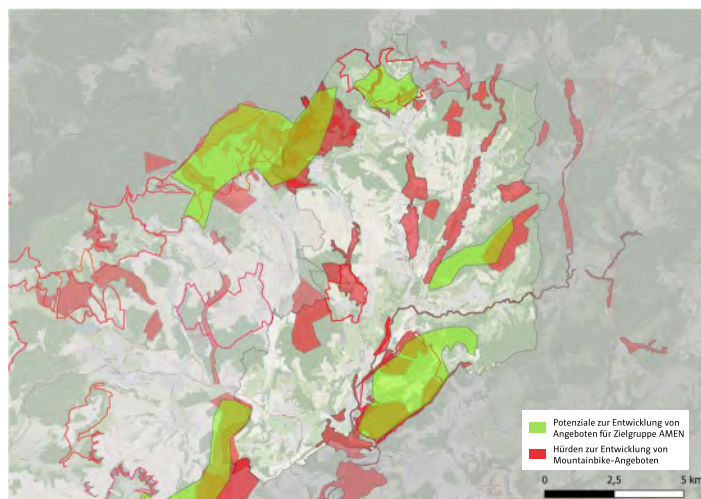 Potenziale zur Entwicklung von
Angeboten für Zielgruppe AMEN
Hürden zur Entwicklung von
Mountainbike-Angeboten
0 2,5 5 km